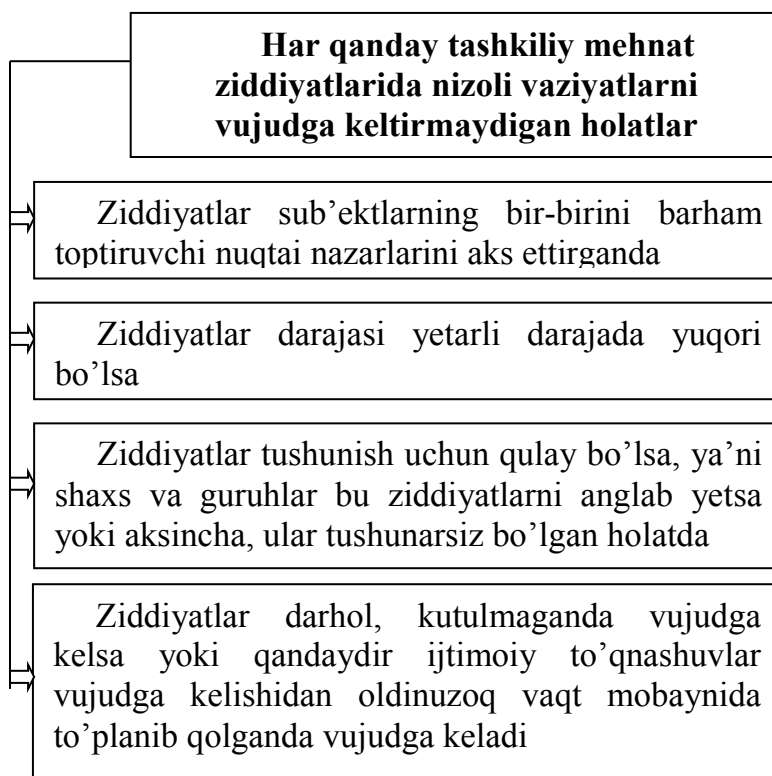 Har qanday tashkiliy mehnat
ziddiyatlarida nizoli vaziyatlarni
vujudga keltirmaydigan holatlar
Ziddiyatlar sub’ektlarning bir-birini barham
toptiruvchi nuqtai nazarlarini aks ettirganda
Ziddiyatlar darajasi yetarli darajada yuqori
bo’lsa
Ziddiyatlar tushunish uchun qulay bo’lsa, ya’ni
shaxs va guruhlar bu ziddiyatlarni anglab yetsa
yoki aksincha, ular tushunarsiz bo’lgan holatda
Ziddiyatlar darhol, kutulmaganda vujudga
kelsa yoki qandaydir ijtimoiy to’qnashuvlar
vujudga kelishidan oldinuzoq vaqt mobaynida
to’planib qolganda vujudga keladi